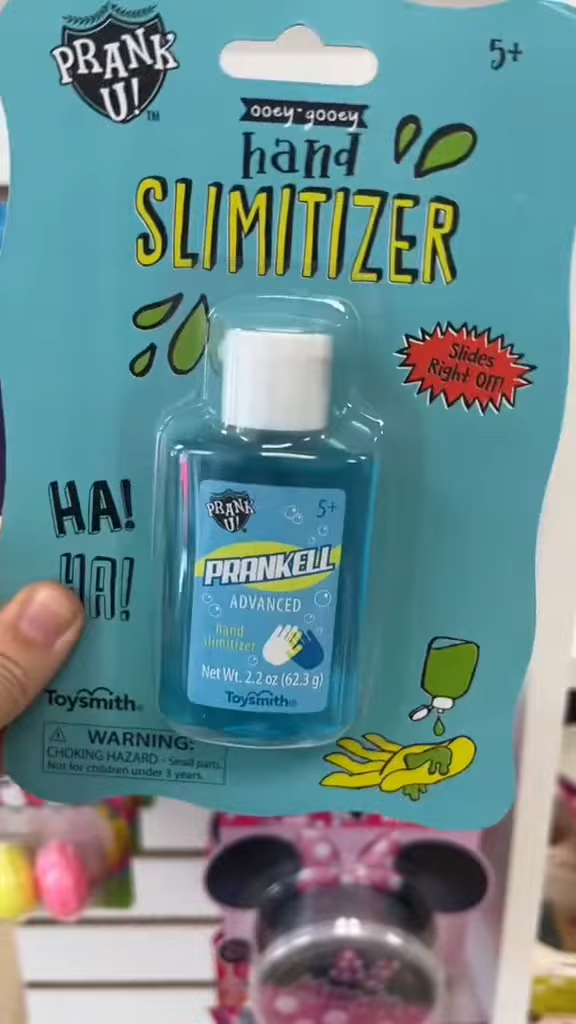 PRANK
U!™
5+
ooey-gooey
hand
SLIMITIZER
Slides
Right Off!
HA!
HA!
PRANK
U!
5+
PRANKELL
ADVANCED
hand
slimitizer
Net Wt. 2.2 oz (62.3 g)
Toysmith®
Toysmith®
WARNING:
CHOKING HAZARD - Small parts.
Not for children under 3 years.